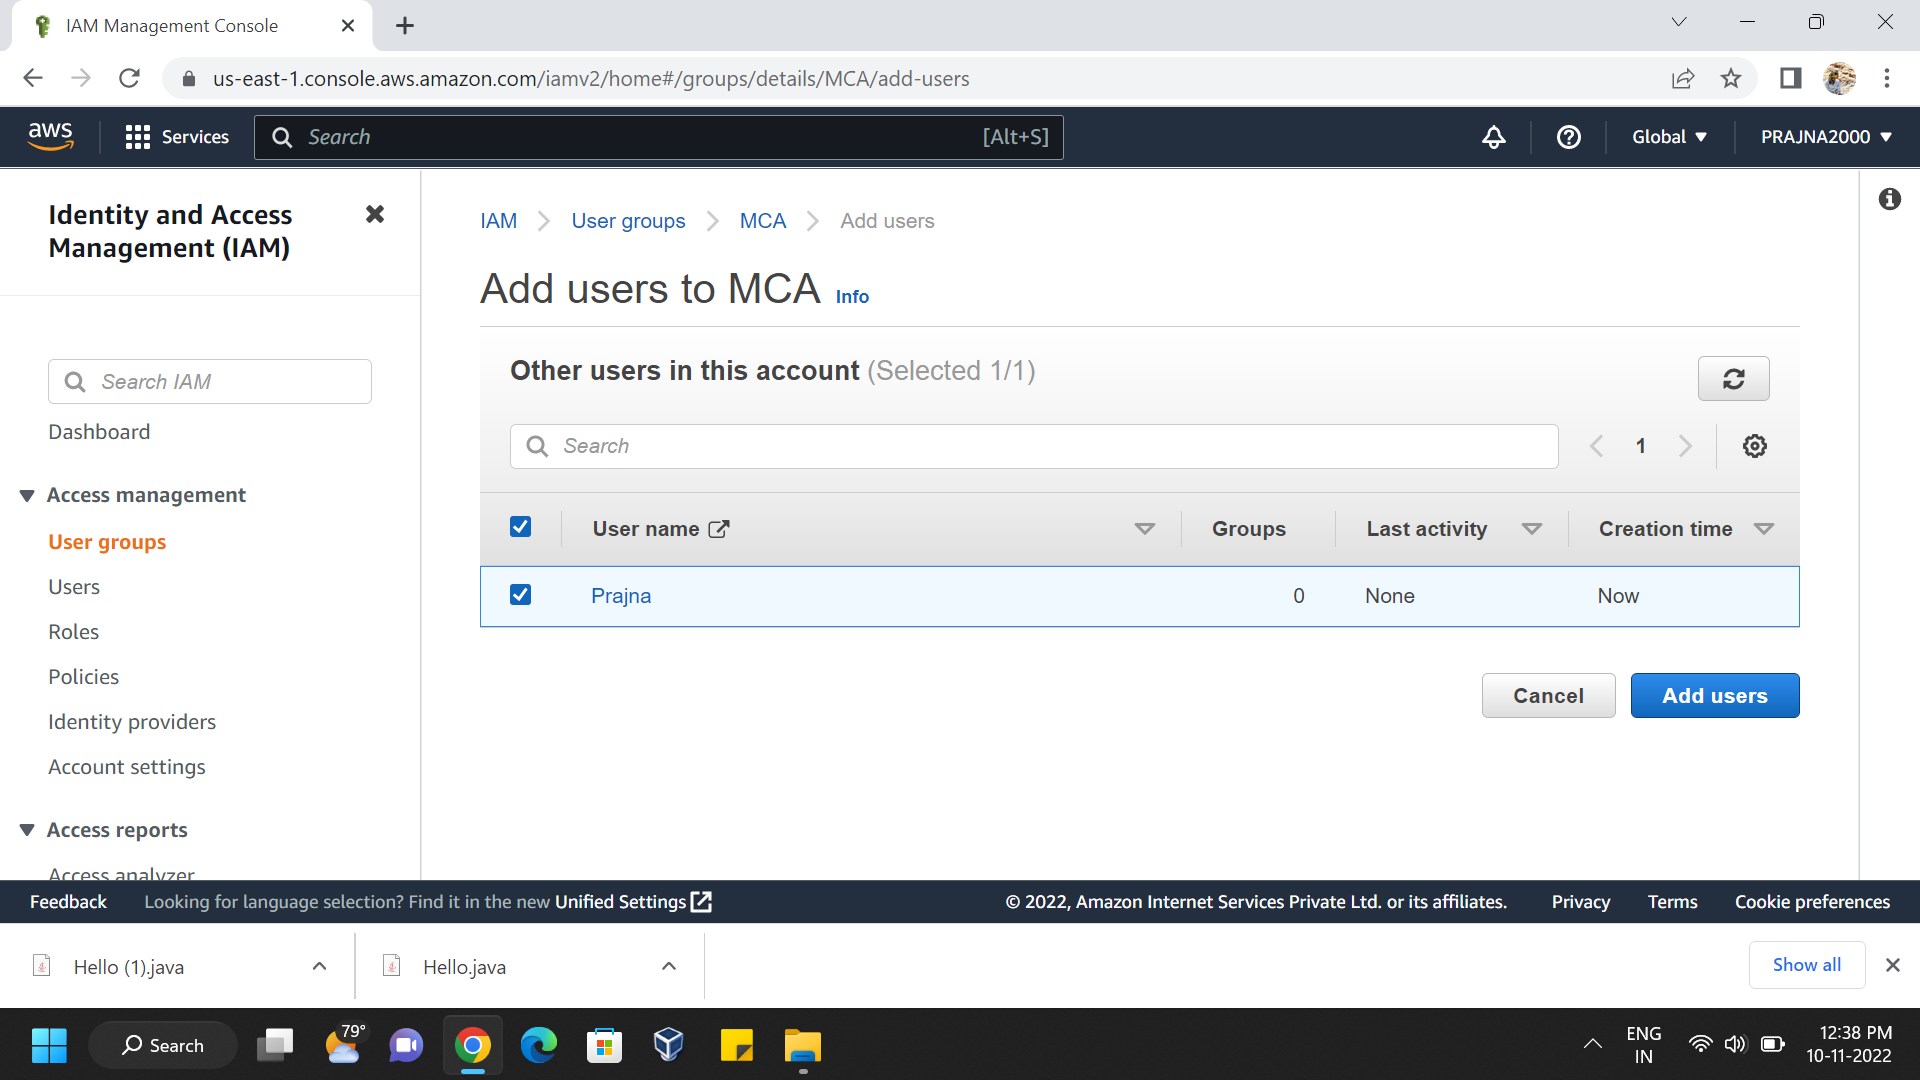 IAM Management Console
us-east-1.console.aws.amazon.com/iamv2/home#/groups/details/MCA/add-users
aws
Services
Search
[Alt+S]
Global
PRAJNA2000
Identity and Access
Management (IAM)
Search IAM
Dashboard
Access management
User groups
Users
Roles
Policies
Identity providers
Account settings
Access reports
Access analyzer
IAM
User groups
MCA
Add users
Add users to MCA Info
Other users in this account (Selected 1/1)
Search
1
User name
Groups
Last activity
Creation time
Prajna
0
None
Now
Cancel
Add users
Feedback
Looking for language selection? Find it in the new Unified Settings
© 2022, Amazon Internet Services Private Ltd. or its affiliates.
Privacy
Terms
Cookie preferences
Hello (1).java
Hello.java
Show all
Search
79°
ENG
IN
12:38 PM
10-11-2022